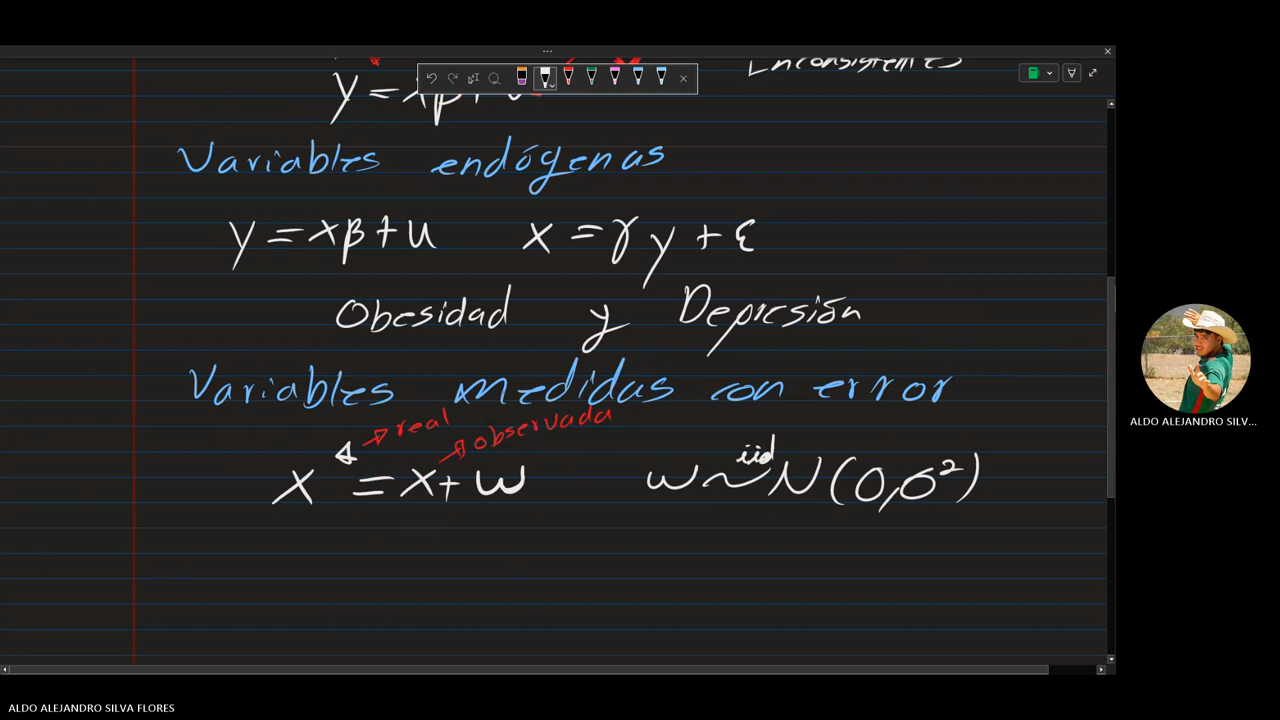 Inconsistentes
y = xβ + u
Variables endógenas
y = xβ + u x = γy + ε
Obesidad y Depresión
Variables medidas con error
real observada
x* = x + w w ~ iid N(0, σ²)
ALDO ALEJANDRO SILV...
ALDO ALEJANDRO SILVA FLORES